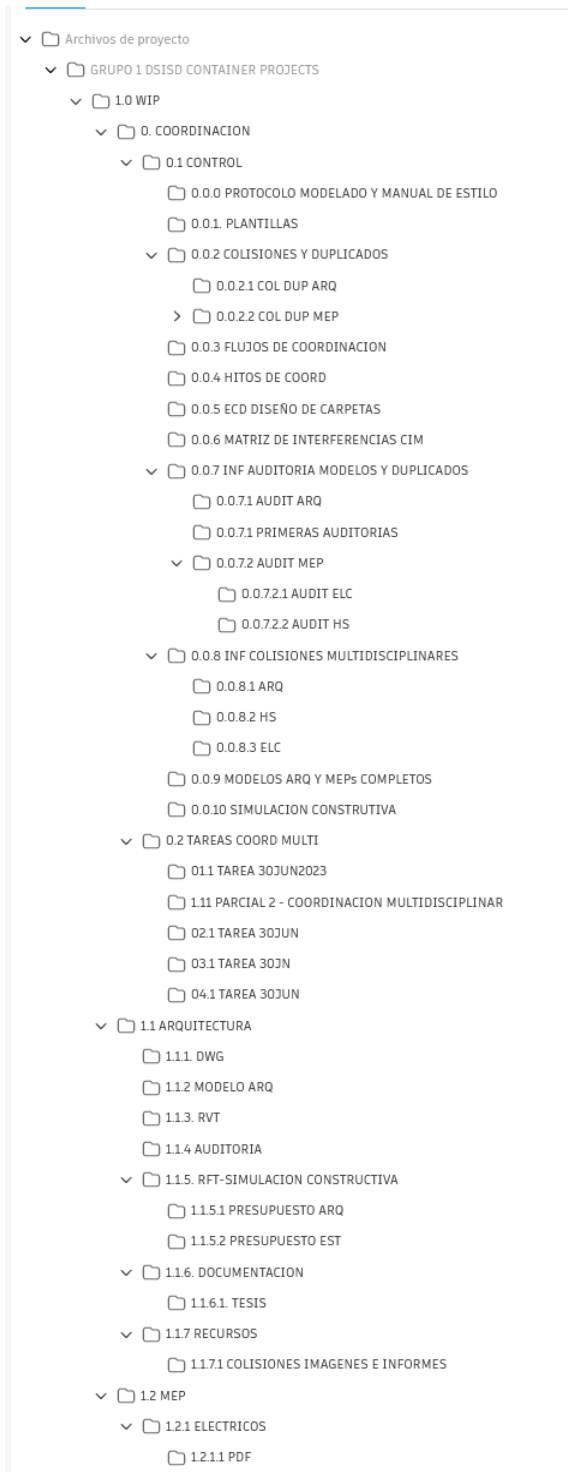 Archivos de proyecto
GRUPO 1 DSISD CONTAINER PROJECTS
1.0 WIP
0. COORDINACION
0.1 CONTROL
0.0.0 PROTOCOLO MODELADO Y MANUAL DE ESTILO
0.0.1. PLANTILLAS
0.0.2 COLISIONES Y DUPLICADOS
0.0.2.1 COL DUP ARQ
0.0.2.2 COL DUP MEP
0.0.3 FLUJOS DE COORDINACION
0.0.4 HITOS DE COORD
0.0.5 ECD DISEÑO DE CARPETAS
0.0.6 MATRIZ DE INTERFERENCIAS CIM
0.0.7 INF AUDITORIA MODELOS Y DUPLICADOS
0.0.7.1 AUDIT ARQ
0.0.7.1 PRIMERAS AUDITORIAS
0.0.7.2 AUDIT MEP
0.0.7.2.1 AUDIT ELC
0.0.7.2.2 AUDIT HS
0.0.8 INF COLISIONES MULTIDISCIPLINARES
0.0.8.1 ARQ
0.0.8.2 HS
0.0.8.3 ELC
0.0.9 MODELOS ARQ Y MEPs COMPLETOS
0.0.10 SIMULACION CONSTRUTIVA
0.2 TAREAS COORD MULTI
01.1 TAREA 30JUN2023
1.11 PARCIAL 2 - COORDINACION MULTIDISCIPLINAR
02.1 TAREA 30JUN
03.1 TAREA 30JN
04.1 TAREA 30JUN
1.1 ARQUITECTURA
1.1.1. DWG
1.1.2 MODELO ARQ
1.1.3. RVT
1.1.4 AUDITORIA
1.1.5. RFT-SIMULACION CONSTRUCTIVA
1.1.5.1 PRESUPUESTO ARQ
1.1.5.2 PRESUPUESTO EST
1.1.6. DOCUMENTACION
1.1.6.1. TESIS
1.1.7 RECURSOS
1.1.7.1 COLISIONES IMAGENES E INFORMES
1.2 MEP
1.2.1 ELECTRICOS
1.2.1.1 PDF